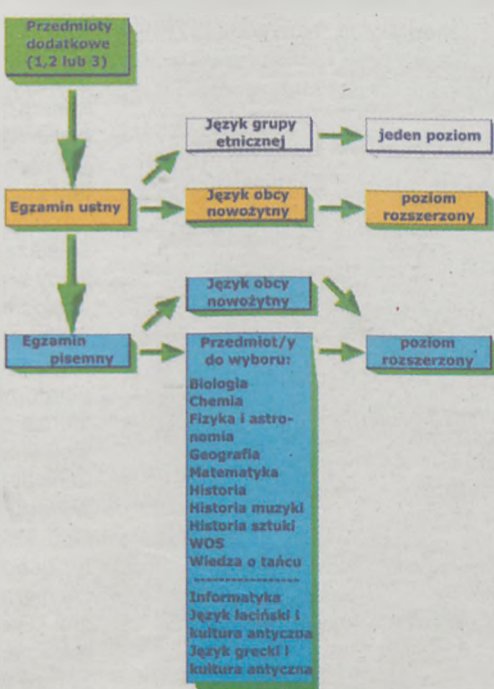 Przedmioty
dodatkowe
(1,2 lub 3)
Język grupy
etnicznej
jeden poziom
Egzamin ustny
Język obcy
nowożytny
poziom
rozszerzony
Język obcy
nowożytny
Egzamin
pisemny
Przedmiot/y
do wyboru:
poziom
rozszerzony
Biologia
Chemia
Fizyka i astro-
nomia
Geografia
Matematyka
Historia
Historia muzyki
Historia sztuki
WOS
Wiedza o tańcu
--------------
Informatyka
Język łaciński i
kultura antyczna
Język grecki i
kultura antyczna